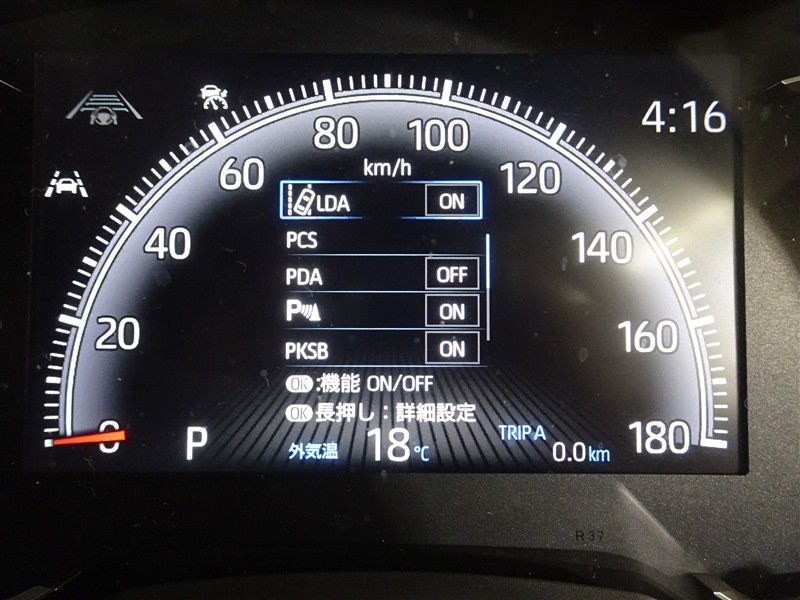 4:16
80 100
60 km/h 120
LDA ON
40 PCS 140
PDA OFF
P ON
20 160
PKSB ON
OK:機能 ON/OFF
OK長押し:詳細設定
0 P 外気温 18℃ TRIP A 0.0km 180
R 37